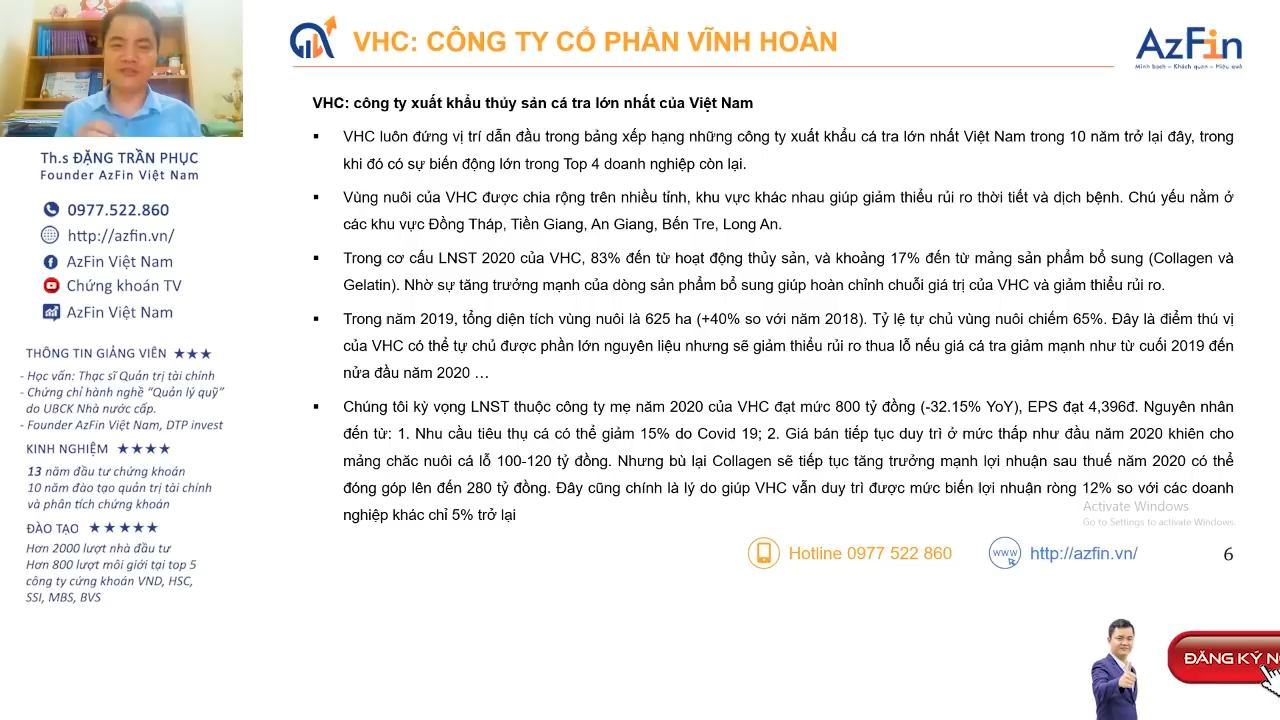 VHC: CÔNG TY CỔ PHẦN VĨNH HOÀN
AzFin
Minh bạch – Khách quan – Hiệu quả
Th.s ĐẶNG TRẦN PHỤC
Founder AzFin Việt Nam
0977.522.860
http://azfin.vn/
AzFin Việt Nam
Chứng khoán TV
AzFin Việt Nam
THÔNG TIN GIẢNG VIÊN ★★★
- Học vấn: Thạc sĩ Quản trị tài chính
- Chứng chỉ hành nghề “Quản lý quỹ”
do UBCK Nhà nước cấp.
- Founder AzFin Việt Nam, DTP invest
KINH NGHIỆM ★★★★
13 năm đầu tư chứng khoán
10 năm đào tạo quản trị tài chính
và phân tích chứng khoán
ĐÀO TẠO ★★★★★
Hơn 2000 lượt nhà đầu tư
Hơn 800 lượt môi giới tại top 5
công ty cứng khoán VND, HSC,
SSI, MBS, BVS
VHC: công ty xuất khẩu thủy sản cá tra lớn nhất của Việt Nam
▪ VHC luôn đứng vị trí dẫn đầu trong bảng xếp hạng những công ty xuất khẩu cá tra lớn nhất Việt Nam trong 10 năm trở lại đây, trong
khi đó có sự biến động lớn trong Top 4 doanh nghiệp còn lại.
▪ Vùng nuôi của VHC được chia rộng trên nhiều tỉnh, khu vực khác nhau giúp giảm thiểu rủi ro thời tiết và dịch bệnh. Chú yếu nằm ở
các khu vực Đồng Tháp, Tiền Giang, An Giang, Bến Tre, Long An.
▪ Trong cơ cấu LNST 2020 của VHC, 83% đến từ hoạt động thủy sản, và khoảng 17% đến từ mảng sản phẩm bổ sung (Collagen và
Gelatin). Nhờ sự tăng trưởng mạnh của dòng sản phẩm bổ sung giúp hoàn chỉnh chuỗi giá trị của VHC và giảm thiểu rủi ro.
▪ Trong năm 2019, tổng diện tích vùng nuôi là 625 ha (+40% so với năm 2018). Tỷ lệ tự chủ vùng nuôi chiếm 65%. Đây là điểm thú vị
của VHC có thể tự chủ được phần lớn nguyên liệu nhưng sẽ giảm thiểu rủi ro thua lỗ nếu giá cá tra giảm mạnh như từ cuối 2019 đến
nửa đầu năm 2020 …
▪ Chúng tôi kỳ vọng LNST thuộc công ty mẹ năm 2020 của VHC đạt mức 800 tỷ đồng (-32.15% YoY), EPS đạt 4,396đ. Nguyên nhân
đến từ: 1. Nhu cầu tiêu thụ cá có thể giảm 15% do Covid 19; 2. Giá bán tiếp tục duy trì ở mức thấp như đầu năm 2020 khiên cho
mảng chăc nuôi cá lỗ 100-120 tỷ đồng. Nhưng bù lại Collagen sẽ tiếp tục tăng trưởng mạnh lợi nhuận sau thuế năm 2020 có thể
đóng góp lên đến 280 tỷ đồng. Đây cũng chính là lý do giúp VHC vẫn duy trì được mức biến lợi nhuận ròng 12% so với các doanh
nghiệp khác chỉ 5% trở lại
Activate Windows
Go to Settings to activate Windows.
Hotline 0977 522 860
www http://azfin.vn/
6
ĐĂNG KÝ